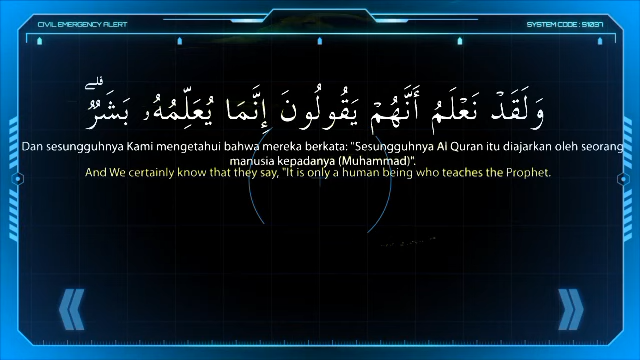 CIVIL EMERGENCY ALERT
SYSTEM CODE : S1037
وَلَقَدْ نَعْلَمُ أَنَّهُمْ يَقُولُونَ إِنَّمَا يُعَلِّمُهُۥ بَشَرٌۭ ۗ
Dan sesungguhnya Kami mengetahui bahwa mereka berkata: "Sesungguhnya Al Quran itu diajarkan oleh seorang
manusia kepadanya (Muhammad)".
And We certainly know that they say, "It is only a human being who teaches the Prophet.